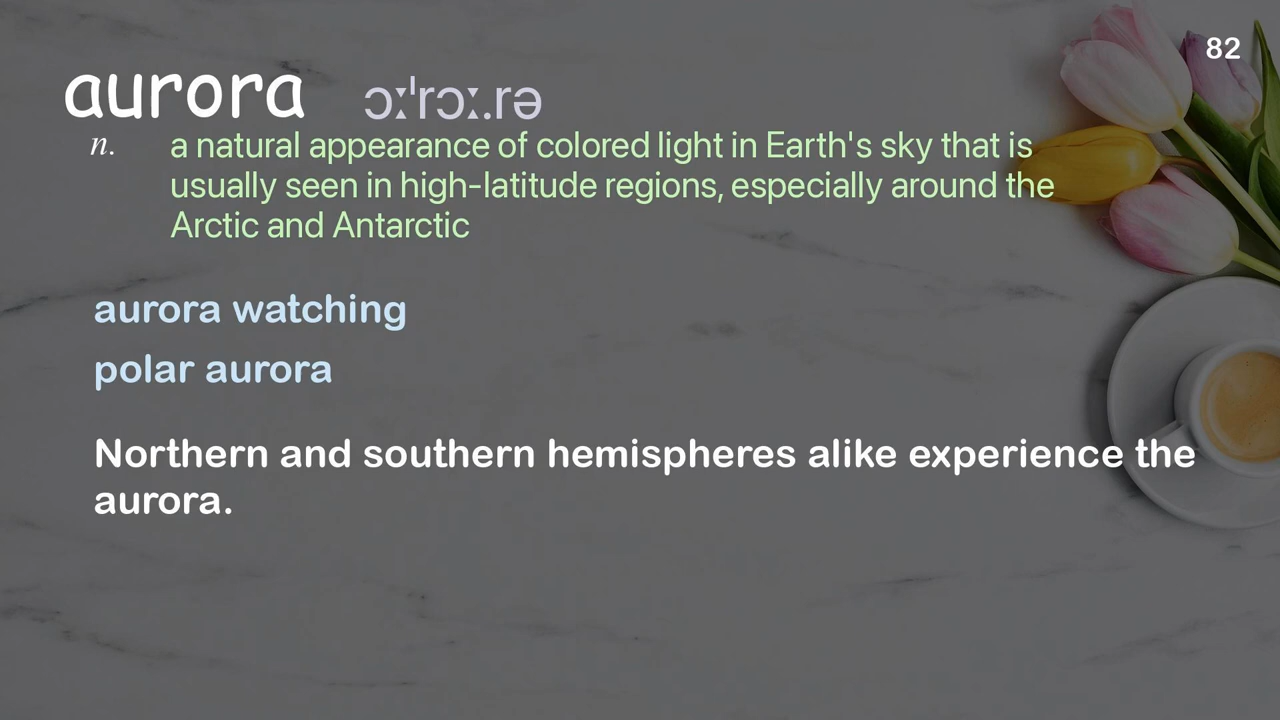 82
aurora ɔːˈrɔː.rə
n. a natural appearance of colored light in Earth's sky that is
usually seen in high-latitude regions, especially around the
Arctic and Antarctic
aurora watching
polar aurora
Northern and southern hemispheres alike experience the
aurora.